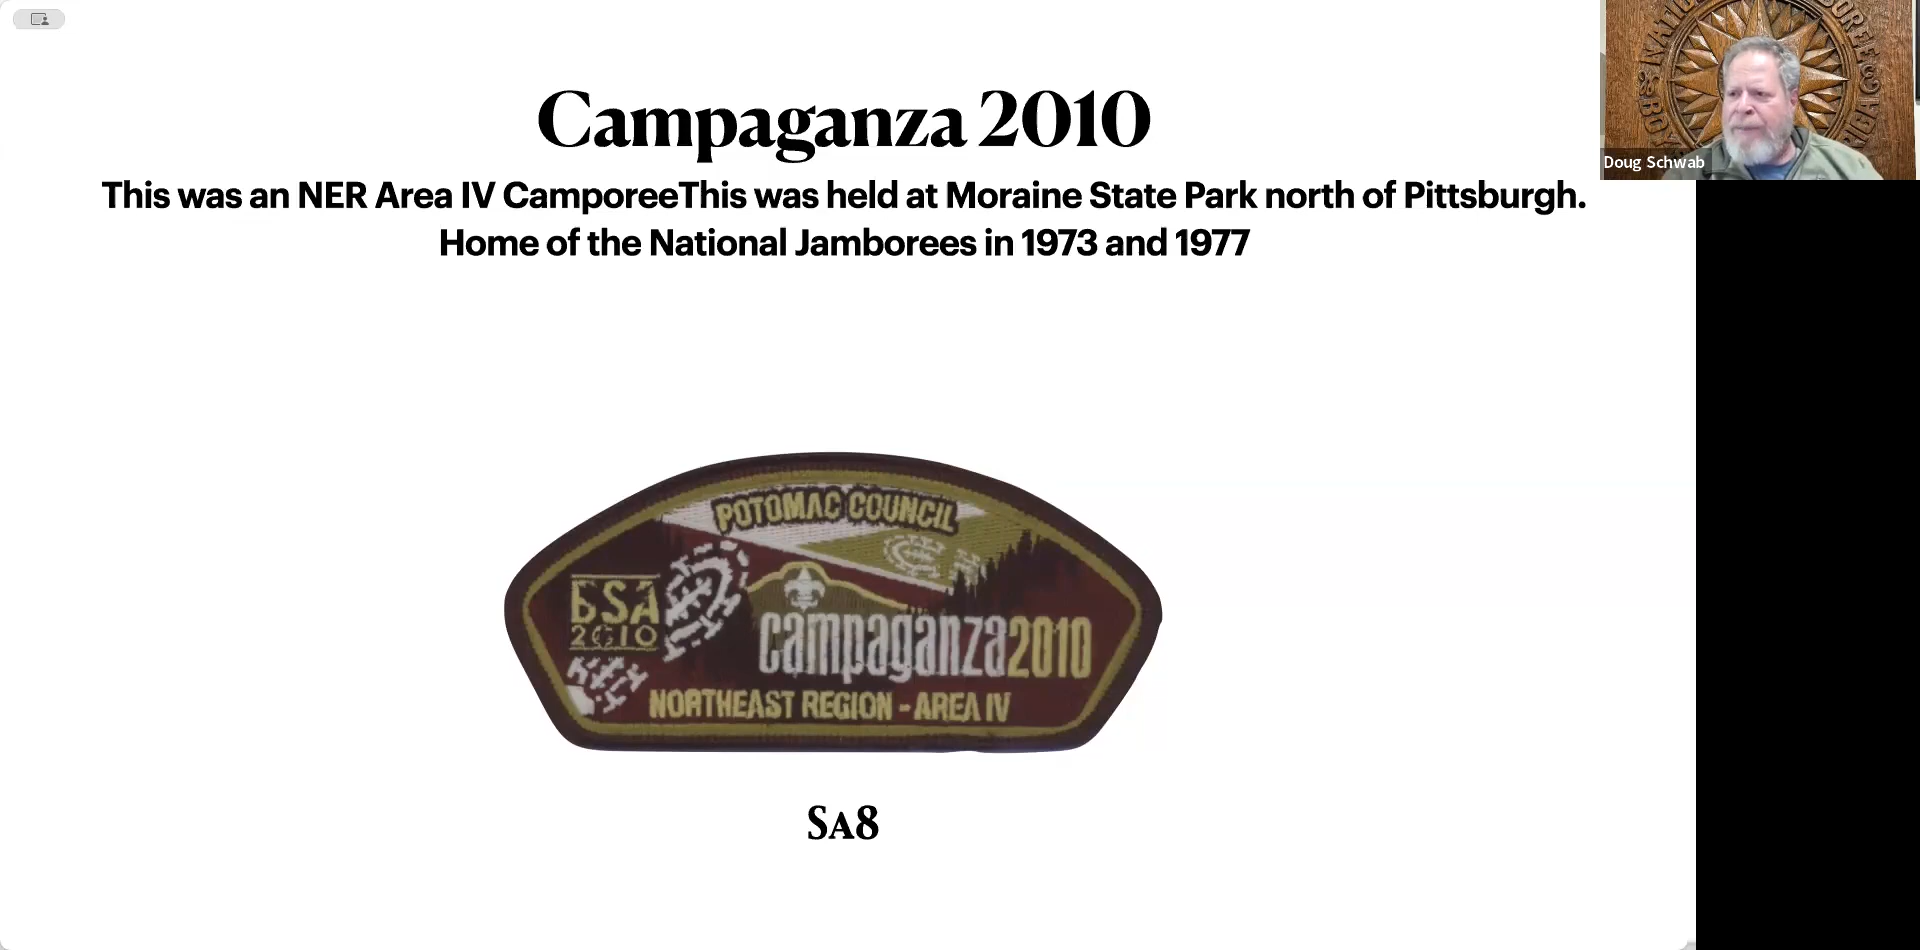 Campaganza 2010
This was an NER Area IV CamporeeThis was held at Moraine State Park north of Pittsburgh.
Home of the National Jamborees in 1973 and 1977
Doug Schwab
POTOMAC COUNCIL
BSA
2010
campaganza2010
NORTHEAST REGION - AREA IV
SA8